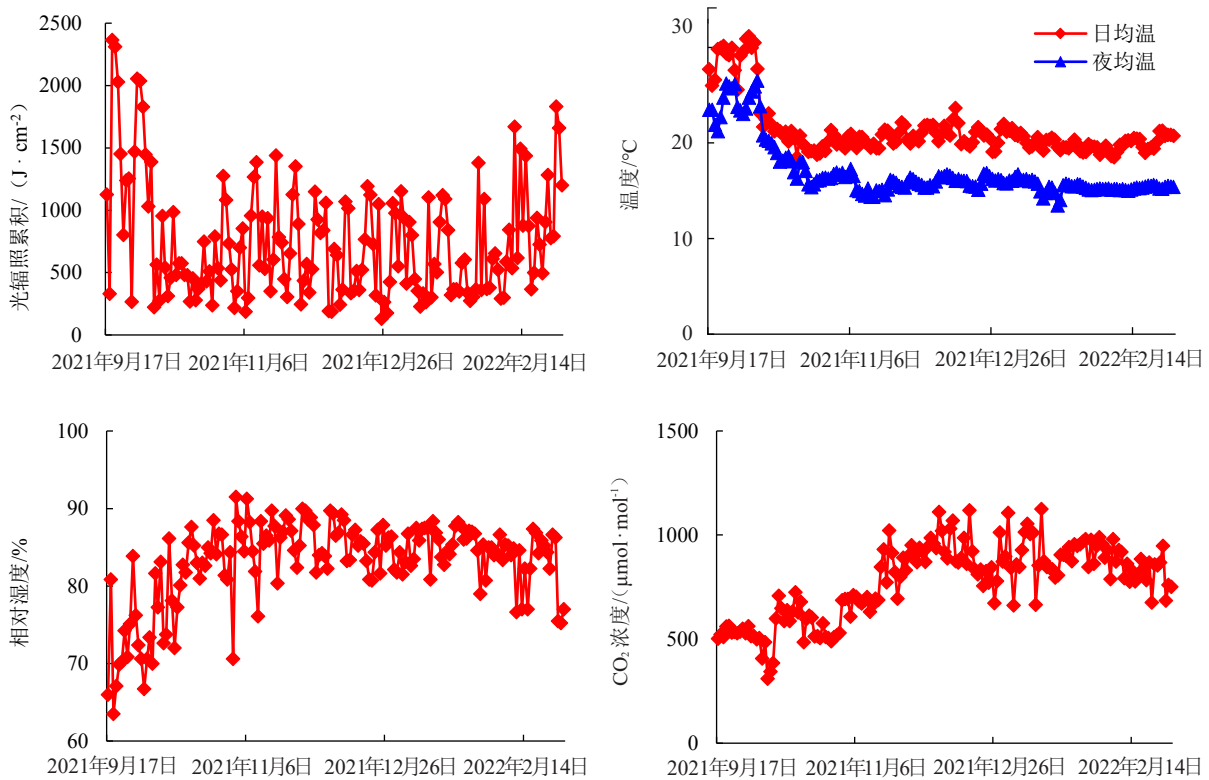 2500
2000
1500
1000
500
0
光辐照累积/（J · cm⁻²）
2021年9月17日 2021年11月6日 2021年12月26日 2022年2月14日
30
20
10
0
温度/℃
日均温
夜均温
2021年9月17日 2021年11月6日 2021年12月26日 2022年2月14日
100
90
80
70
60
相对湿度/%
2021年9月17日 2021年11月6日 2021年12月26日 2022年2月14日
1500
1000
500
0
CO₂ 浓度/（μmol·mol⁻¹）
2021年9月17日 2021年11月6日 2021年12月26日 2022年2月14日